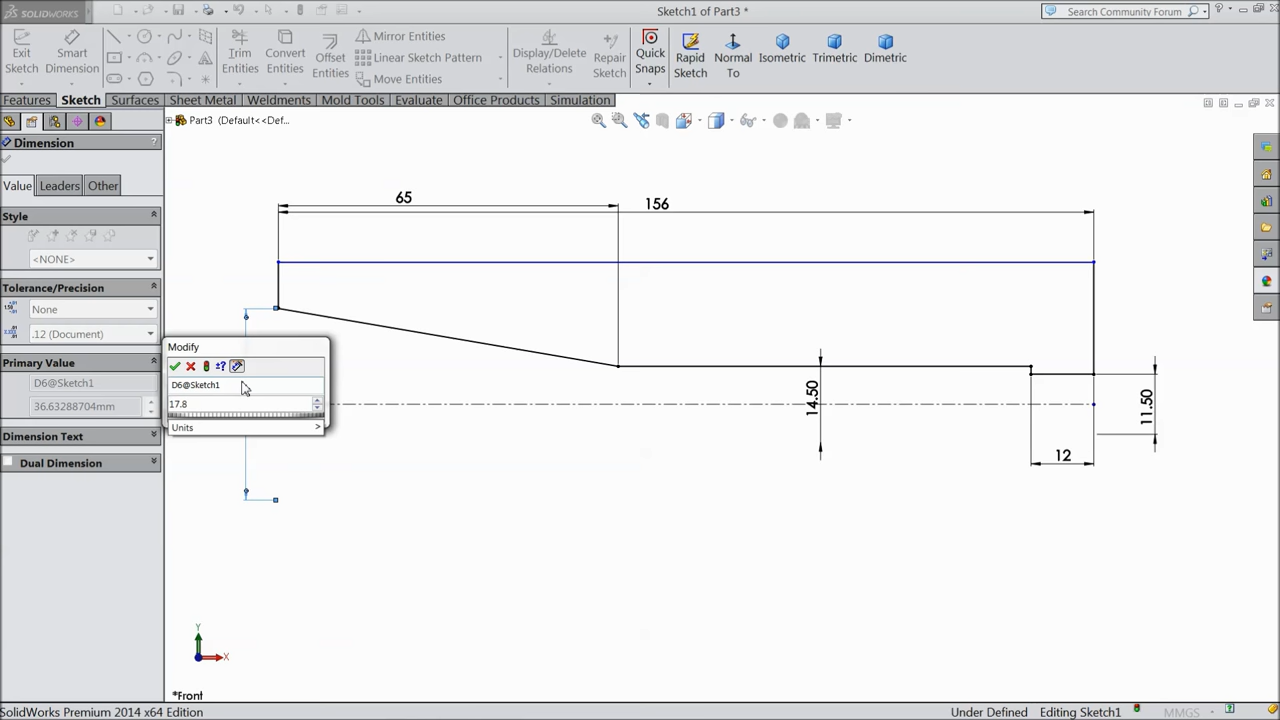 SOLIDWORKS
Sketch1 of Part3 *
Search Community Forum
Exit Sketch
Smart Dimension
Trim Entities
Convert Entities
Offset Entities
Mirror Entities
Linear Sketch Pattern
Move Entities
Display/Delete Relations
Repair Sketch
Quick Snaps
Rapid Sketch
Normal To
Isometric
Trimetric
Dimetric
Features
Sketch
Surfaces
Sheet Metal
Weldments
Mold Tools
Evaluate
Office Products
Simulation
Part3 (Default<<Def...
Dimension
?
Value
Leaders
Other
Style
<NONE>
Tolerance/Precision
None
.12 (Document)
Primary Value
D6@Sketch1
36.63288704mm
Dimension Text
Dual Dimension
Modify
±?
D6@Sketch1
17.8
Units >
65
156
14.50
11.50
12
Y
X
*Front
SolidWorks Premium 2014 x64 Edition
Under Defined
Editing Sketch1
MMGS